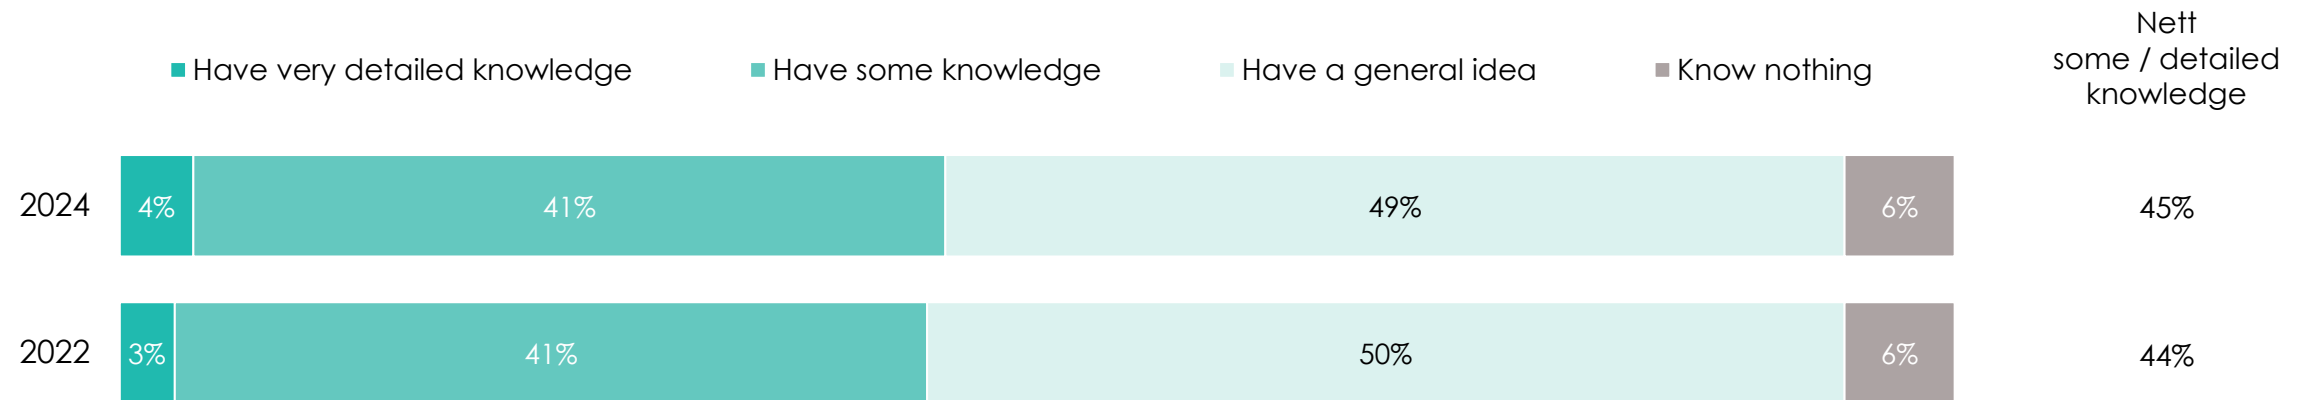 Nett
some / detailed
knowledge
Have very detailed knowledge
Have some knowledge
Have a general idea
Know nothing
2024
4%
41%
49%
6%
45%
2022
3%
41%
50%
6%
44%